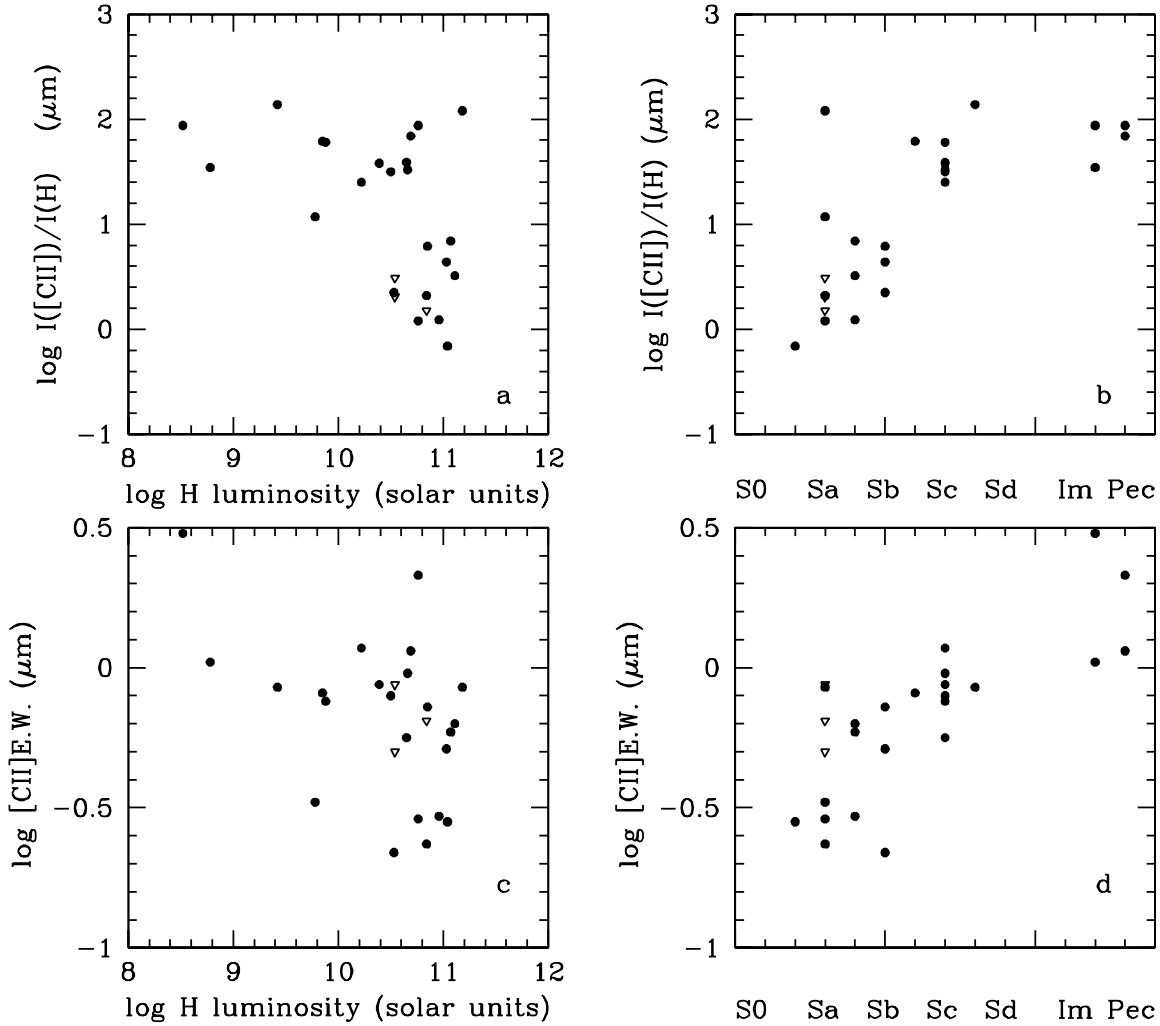 3
2
1
0
−1
log I([CII])/I(H) (μm)
a
8 9 10 11 12
log H luminosity (solar units)
3
2
1
0
−1
log I([CII])/I(H) (μm)
b
S0 Sa Sb Sc Sd Im Pec
0.5
0
−0.5
−1
log [CII]E.W. (μm)
c
8 9 10 11 12
log H luminosity (solar units)
0.5
0
−0.5
−1
log [CII]E.W. (μm)
d
S0 Sa Sb Sc Sd Im Pec